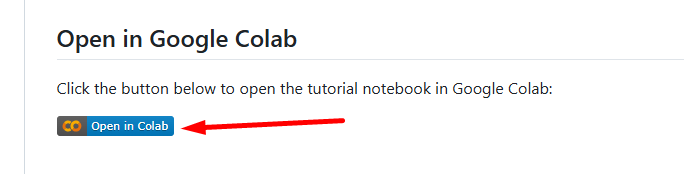 Open in Google Colab
Click the button below to open the tutorial notebook in Google Colab:
Open in Colab